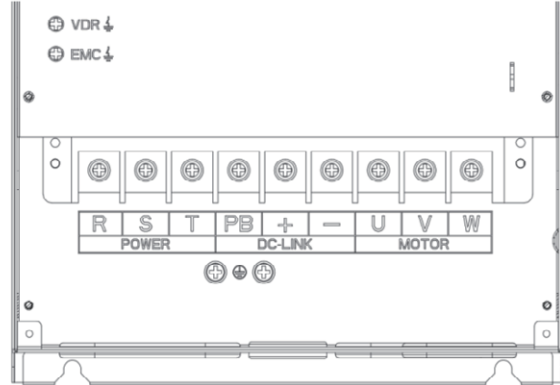 VDR
EMC
R S T PB + − U V W
POWER DC-LINK MOTOR